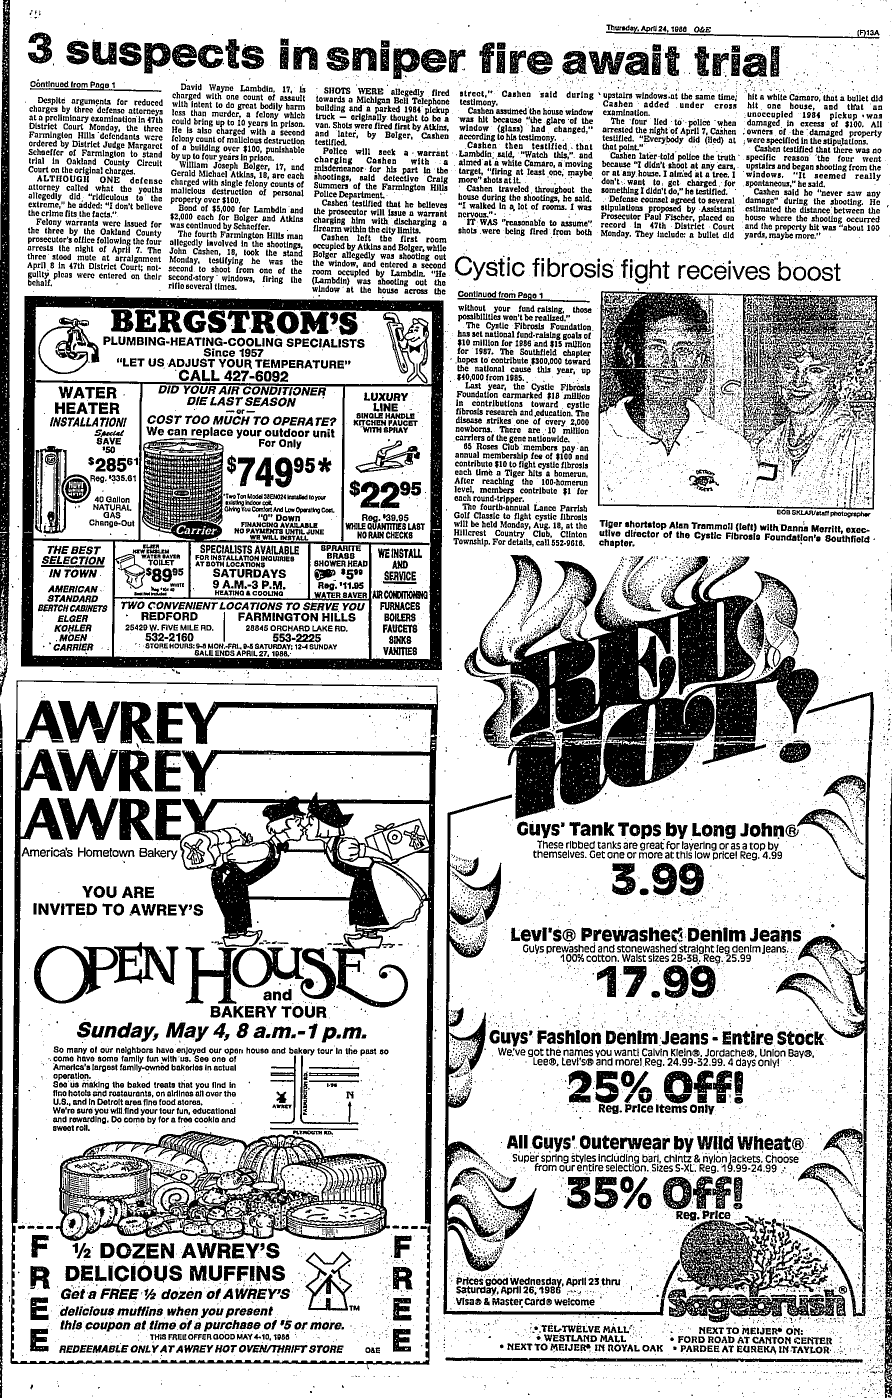 Thursday, April 24, 1986 O&E
(F)13A
3 suspects in sniper fire await trial
Continued from Page 1
Despite arguments for reduced
charges by three defense attorneys
at a preliminary examination in 47th
District Court Monday, the three
Farmington Hills defendants were
ordered by District Judge Margaret
Schaeffer of Farmington to stand
trial in Oakland County Circuit
Court on the original charges.
ALTHOUGH ONE defense
attorney called what the youths
allegedly did "ridiculous to the
extreme," he added: "I don't believe
the crime fits the facts."
Felony warrants were issued for
the three by the Oakland County
prosecutor's office following the four
arrests the night of April 7. The
three stood mute at arraignment
April 8 in 47th District Court; not-
guilty pleas were entered on their
behalf.
David Wayne Lambdin, 17, is
charged with one count of assault
with intent to do great bodily harm
less than murder, a felony which
could bring up to 10 years in prison.
He is also charged with a second
felony count of malicious destruction
of a building over $100, punishable
by up to four years in prison.
William Joseph Bolger, 17, and
Gerald Michael Atkins, 18, are each
charged with single felony counts of
malicious destruction of personal
property over $100.
Bond of $5,000 for Lambdin and
$2,000 each for Bolger and Atkins
was continued by Schaeffer.
The fourth Farmington Hills man
allegedly involved in the shootings,
John Cashen, 18, took the stand
Monday, testifying he was the
second to shoot from one of the
second-story windows, firing the
rifle several times.
SHOTS WERE allegedly fired
towards a Michigan Bell Telephone
building and a parked 1984 pickup
truck — originally thought to be a
van. Shots were fired first by Atkins,
and later, by Bolger, Cashen
testified.
Police will seek a warrant
charging Cashen with a
misdemeanor for his part in the
shootings, said detective Craig
Summers of the Farmington Hills
Police Department.
Cashen testified that he believes
the prosecutor will issue a warrant
charging him with discharging a
firearm within the city limits.
Cashen left the first room
occupied by Atkins and Bolger, while
Bolger allegedly was shooting out
the window, and entered a second
room occupied by Lambdin. "He
(Lambdin) was shooting out the
window at the house across the
street," Cashen said during
testimony.
Cashen assumed the house window
was hit because "the glare of the
window (glass) had changed,"
according to his testimony.
Cashen then testified that
Lambdin said, "Watch this," and
aimed at a white Camaro, a moving
target, "firing at least one, maybe
more" shots at it.
Cashen traveled throughout the
house during the shootings, he said.
"I walked in a lot of rooms. I was
nervous."
IT WAS "reasonable to assume"
shots were being fired from both
upstairs windows at the same time,
Cashen added under cross
examination.
The four lied to police when
arrested the night of April 7, Cashen
testified. "Everybody did (lied) at
that point."
Cashen later told police the truth
because "I didn't shoot at any cars,
or at any house. I aimed at a tree. I
don't want to get charged for
something I didn't do," he testified.
Defense counsel agreed to several
stipulations proposed by Assistant
Prosecutor Paul Fischer, placed on
record in 47th District Court
Monday. They include: a bullet did
hit a white Camaro, that a bullet did
hit one house, and that an
unoccupied 1984 pickup was
damaged in excess of $100. All
owners of the damaged property
were specified in the stipulations.
Cashen testified that there was no
specific reason the four went
upstairs and began shooting from the
windows. "It seemed really
spontaneous," he said.
Cashen said he "never saw any
damage" during the shooting. He
estimated the distance between the
house where the shooting occurred
and the property hit was "about 100
yards, maybe more."
Cystic fibrosis fight receives boost
Continued from Page 1
without your fund raising, those
possibilities won't be realized."
The Cystic Fibrosis Foundation
has set national fund-raising goals of
$10 million for 1986 and $15 million
for 1987. The Southfield chapter
hopes to contribute $300,000 toward
the national cause this year, up
$40,000 from 1985.
Last year, the Cystic Fibrosis
Foundation earmarked $18 million
in contributions toward cystic
fibrosis research and education. The
disease strikes one of every 2,000
newborns. There are 10 million
carriers of the gene nationwide.
65 Roses Club members pay an
annual membership fee of $100 and
contribute $10 to fight cystic fibrosis
each time a Tiger hits a homerun.
After reaching the 100-homerun
level, members contribute $1 for
each round-tripper.
The fourth-annual Lance Parrish
Golf Classic to fight cystic fibrosis
will be held Monday, Aug. 18, at the
Hillcrest Country Club, Clinton
Township. For details, call 552-9616.
BOB SKLAR/staff photographer
Tiger shortstop Alan Trammell (left) with Danna Merritt, exec-
utive director of the Cystic Fibrosis Foundation's Southfield
chapter.
BERGSTROM'S
PLUMBING-HEATING-COOLING SPECIALISTS
Since 1957
"LET US ADJUST YOUR TEMPERATURE"
CALL 427-6092
WATER
HEATER
INSTALLATION!
Special
SAVE
$50
$285 61
Reg. $335.61
40 Gallon
NATURAL
GAS
Change-Out
DID YOUR AIR CONDITIONER
DIE LAST SEASON
— or —
COST TOO MUCH TO OPERATE?
We can replace your outdoor unit
For Only
$749 95*
*Two Ton Model 38EN024 installed to your
existing indoor coil.
Giving You Comfort And Low Operating Cost.
"0" Down
FINANCING AVAILABLE
NO PAYMENTS UNTIL JUNE
WE WILL INSTALL
Carrier
LUXURY
LINE
SINGLE HANDLE
KITCHEN FAUCET
WITH SPRAY
$22 95
Reg. $39.95
WHILE QUANTITIES LAST
NO RAIN CHECKS
THE BEST
SELECTION
IN TOWN
AMERICAN
STANDARD
BERTCH CABINETS
ELGER
KOHLER
MOEN
CARRIER
ELGER
NEW EMBLEM
WATER SAVER
TOILET
$89 95
WHITE
SPECIALISTS AVAILABLE
FOR INSTALLATION INQUIRIES
AT BOTH LOCATIONS
SATURDAYS
9 A.M.-3 P.M.
HEATING & COOLING
SPRARITE
BRASS
SHOWER HEAD
$5 99
Reg. $11.95
WATER SAVER
WE INSTALL
AND
SERVICE
AIR CONDITIONING
FURNACES
BOILERS
FAUCETS
SINKS
VANITIES
TWO CONVENIENT LOCATIONS TO SERVE YOU
REDFORD
25429 W. FIVE MILE RD.
532-2160
FARMINGTON HILLS
28845 ORCHARD LAKE RD.
553-2225
STORE HOURS: 9-8 MON.-FRI., 9-5 SATURDAY; 12-4 SUNDAY
SALE ENDS APRIL 27, 1986.
AWREY
AWREY
AWREY
America's Hometown Bakery
YOU ARE
INVITED TO AWREY'S
OPEN HOUSE
and
BAKERY TOUR
Sunday, May 4, 8 a.m.-1 p.m.
So many of our neighbors have enjoyed our open house and bakery tour in the past so
come have some family fun with us. See one of
America's largest family-owned bakeries in actual
operation.
See us making the baked treats that you find in
fine hotels and restaurants, on airlines all over the
U.S., and in Detroit area fine food stores.
We're sure you will find your tour fun, educational
and rewarding. Do come by for a free cookie and
sweet roll.
I-96
AWREY
FARMINGTON RD.
N
PLYMOUTH RD.
FREE
½ DOZEN AWREY'S
DELICIOUS MUFFINS
Get a FREE ½ dozen of AWREY'S
delicious muffins when you present
this coupon at time of a purchase of $5 or more.
THIS FREE OFFER GOOD MAY 4-10, 1986
REDEEMABLE ONLY AT AWREY HOT OVEN/THRIFT STORE
O&E
TM
FREE
RED
HOT!
Guys' Tank Tops by Long John®
These ribbed tanks are great for layering or as a top by
themselves. Get one or more at this low price! Reg. 4.99
3.99
Levi's® Prewashed Denim Jeans
Guys prewashed and stonewashed straight leg denim jeans.
100% cotton. Waist sizes 28-38, Reg. 25.99
17.99
Guys' Fashion Denim Jeans - Entire Stock
We've got the names you want! Calvin Klein®, Jordache®, Union Bay®,
Lee®, Levi's® and more! Reg. 24.99-32.99. 4 days only!
25% Off!
Reg. Price Items Only
All Guys' Outerwear by Wild Wheat®
Super spring styles including bari, chintz & nylon jackets. Choose
from our entire selection. Sizes S-XL. Reg. 19.99-24.99
35% Off!
Reg. Price
Prices good Wednesday, April 23 thru
Saturday, April 26, 1986
Visa® & Master Card® welcome
Sagebrush®
• TEL-TWELVE MALL
• WESTLAND MALL
• NEXT TO MEIJER® IN ROYAL OAK
NEXT TO MEIJER® ON:
• FORD ROAD AT CANTON CENTER
• PARDEE AT EUREKA IN TAYLOR